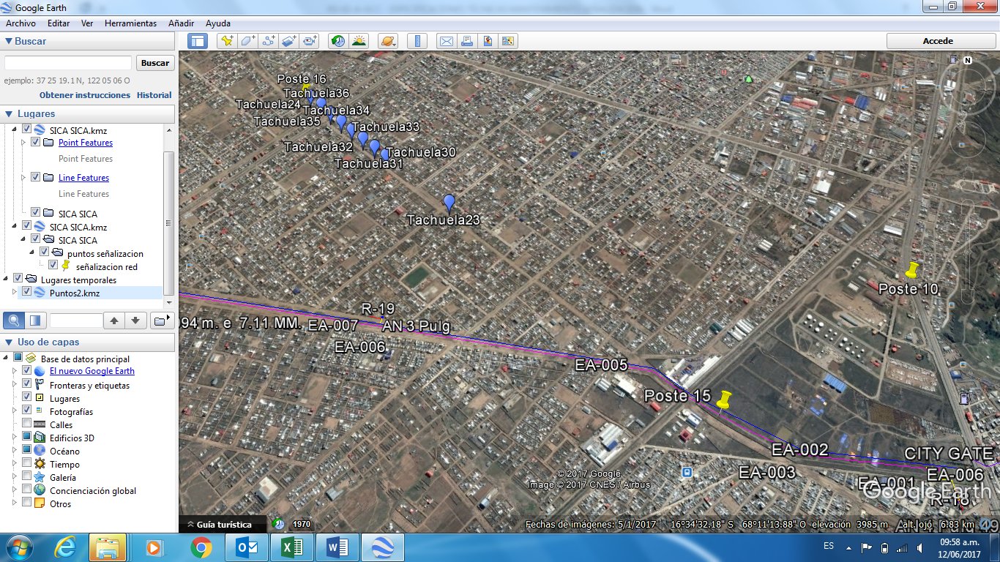 Google Earth
Archivo Editar Ver Herramientas Añadir Ayuda
Buscar
Buscar
ejemplo: 37 25 19.1 N, 122 05 06 O
Obtener instrucciones Historial
Lugares
SICA SICA.kmz
Point Features
Point Features
Line Features
Line Features
SICA SICA
SICA SICA.kmz
SICA SICA
puntos señalizacion
señalizacion red
Lugares temporales
Puntos2.kmz
Uso de capas
Base de datos principal
El nuevo Google Earth
Fronteras y etiquetas
Lugares
Fotografías
Calles
Edificios 3D
Océano
Tiempo
Galería
Concienciación global
Otros
Accede
N
Poste 16
Tachuela36
Tachuela24
Tachuela34
Tachuela35
Tachuela33
Tachuela32
Tachuela30
Tachuela31
Tachuela23
Poste 10
R-19
094 m. e 7.11 MM.
EA-007
AN 3 Pulg
EA-006
EA-005
Poste 15
EA-002
CITY GATE
EA-003
EA-006
EA-001
R-18
© 2017 Google
Image © 2017 CNES / Airbus
Google Earth
Guía turística
1970
Fechas de imágenes: 5/1/2017 16°34'32.18" S 68°11'13.88" O elevación 3985 m alt. ojo 6.83 km
ES
09:58 a.m.
12/06/2017